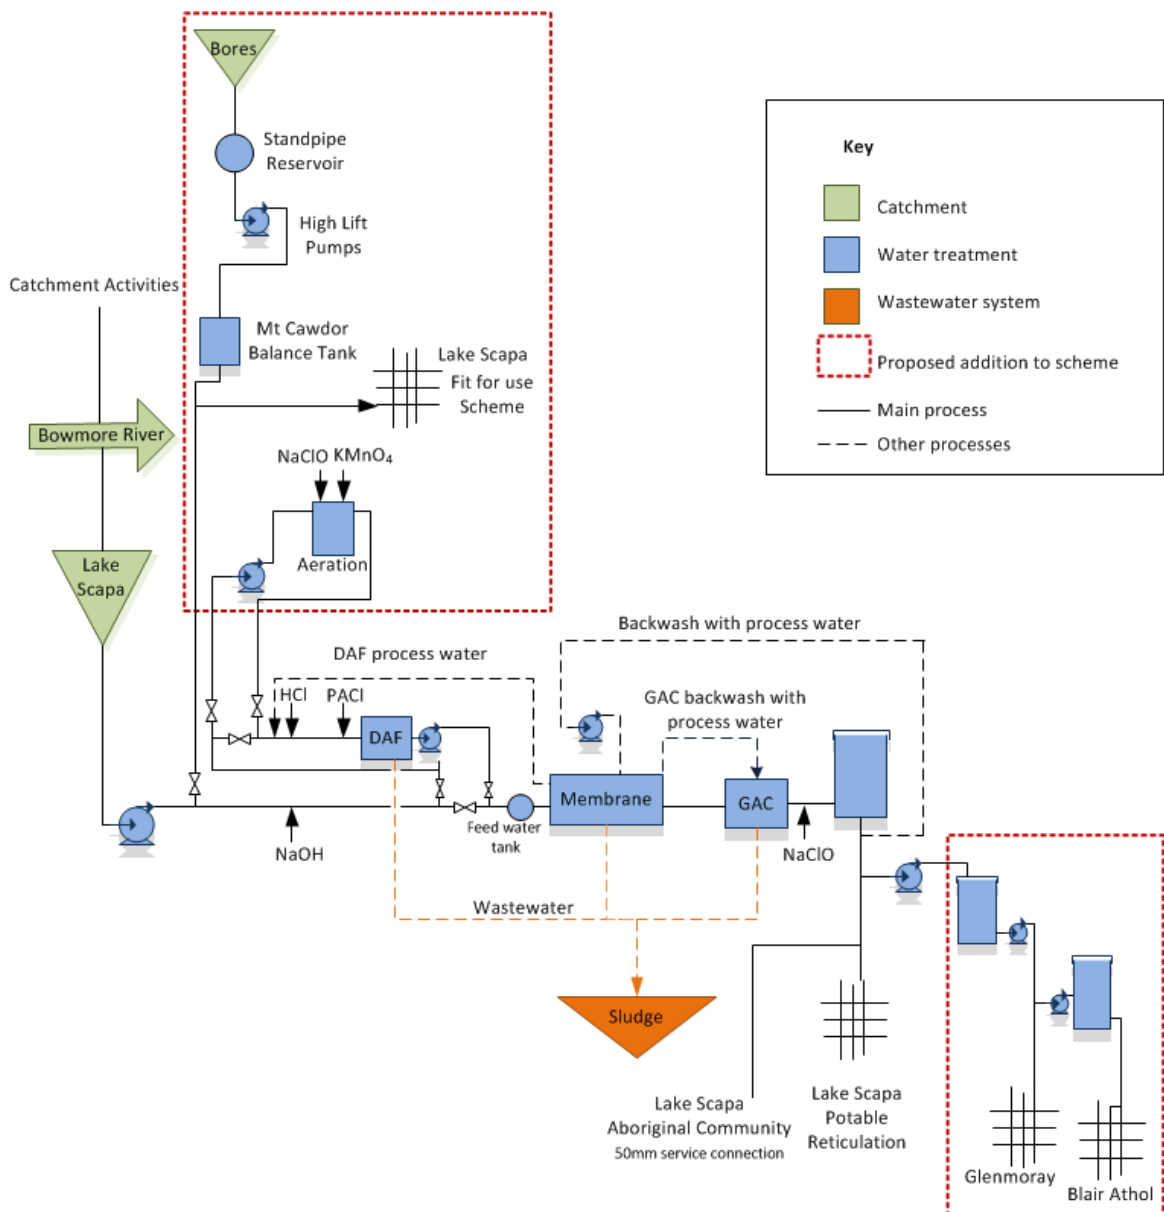 Bores
Standpipe
Reservoir
High Lift
Pumps
Catchment Activities
Mt Cawdor
Balance Tank
Lake Scapa
Fit for use
Scheme
Bowmore River
NaClO KMnO₄
Aeration
Lake
Scapa
Key
Catchment
Water treatment
Wastewater system
Proposed addition to scheme
Main process
Other processes
Backwash with process water
DAF process water
HCl
PACl
GAC backwash with
process water
DAF
Membrane
GAC
Feed water
tank
NaOH
NaClO
Wastewater
Sludge
Lake Scapa
Aboriginal Community
50mm service connection
Lake Scapa
Potable
Reticulation
Glenmoray
Blair Athol